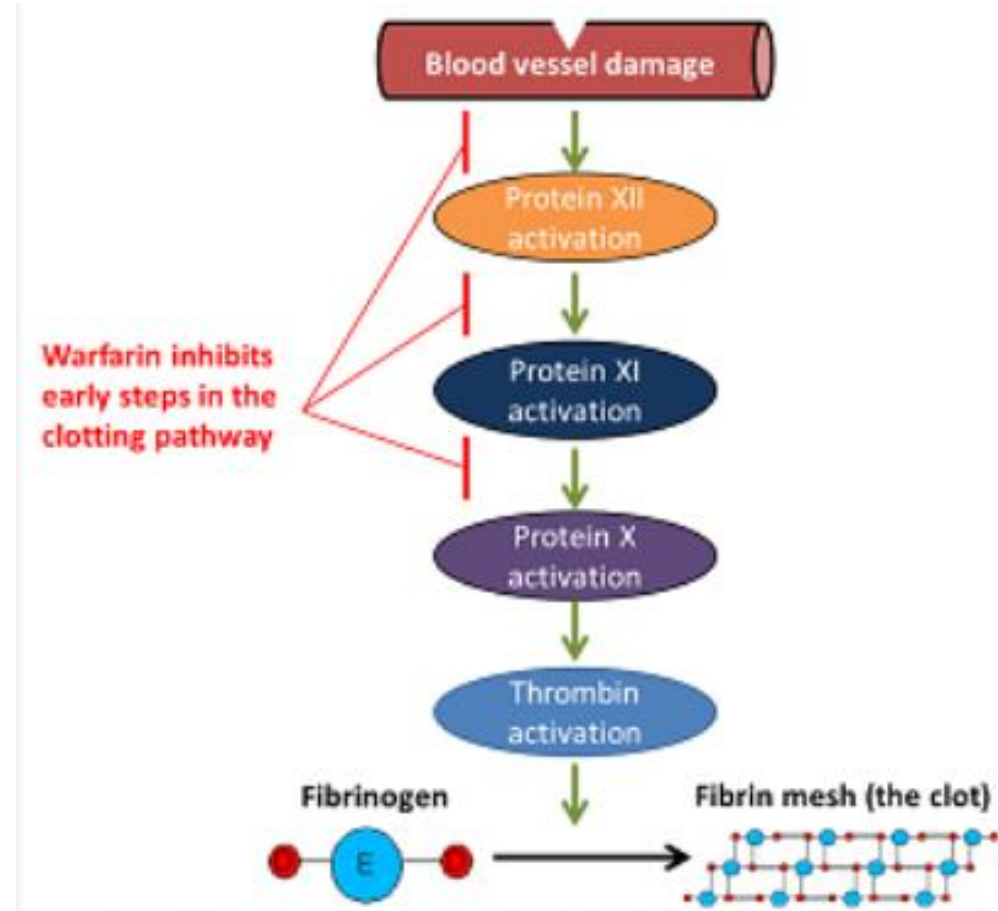 Blood vessel damage
Protein XII
activation
Warfarin inhibits
early steps in the
clotting pathway
Protein XI
activation
Protein X
activation
Thrombin
activation
Fibrinogen
Fibrin mesh (the clot)
E